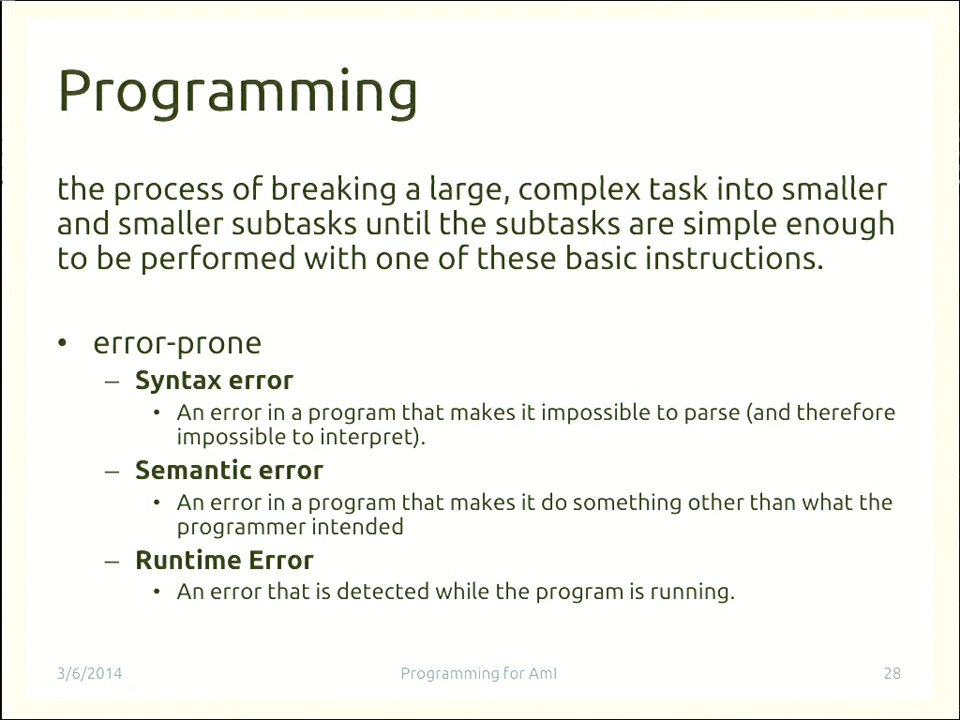 Programming
the process of breaking a large, complex task into smaller
and smaller subtasks until the subtasks are simple enough
to be performed with one of these basic instructions.
• error-prone
– Syntax error
• An error in a program that makes it impossible to parse (and therefore
impossible to interpret).
– Semantic error
• An error in a program that makes it do something other than what the
programmer intended
– Runtime Error
• An error that is detected while the program is running.
3/6/2014 Programming for AmI 28